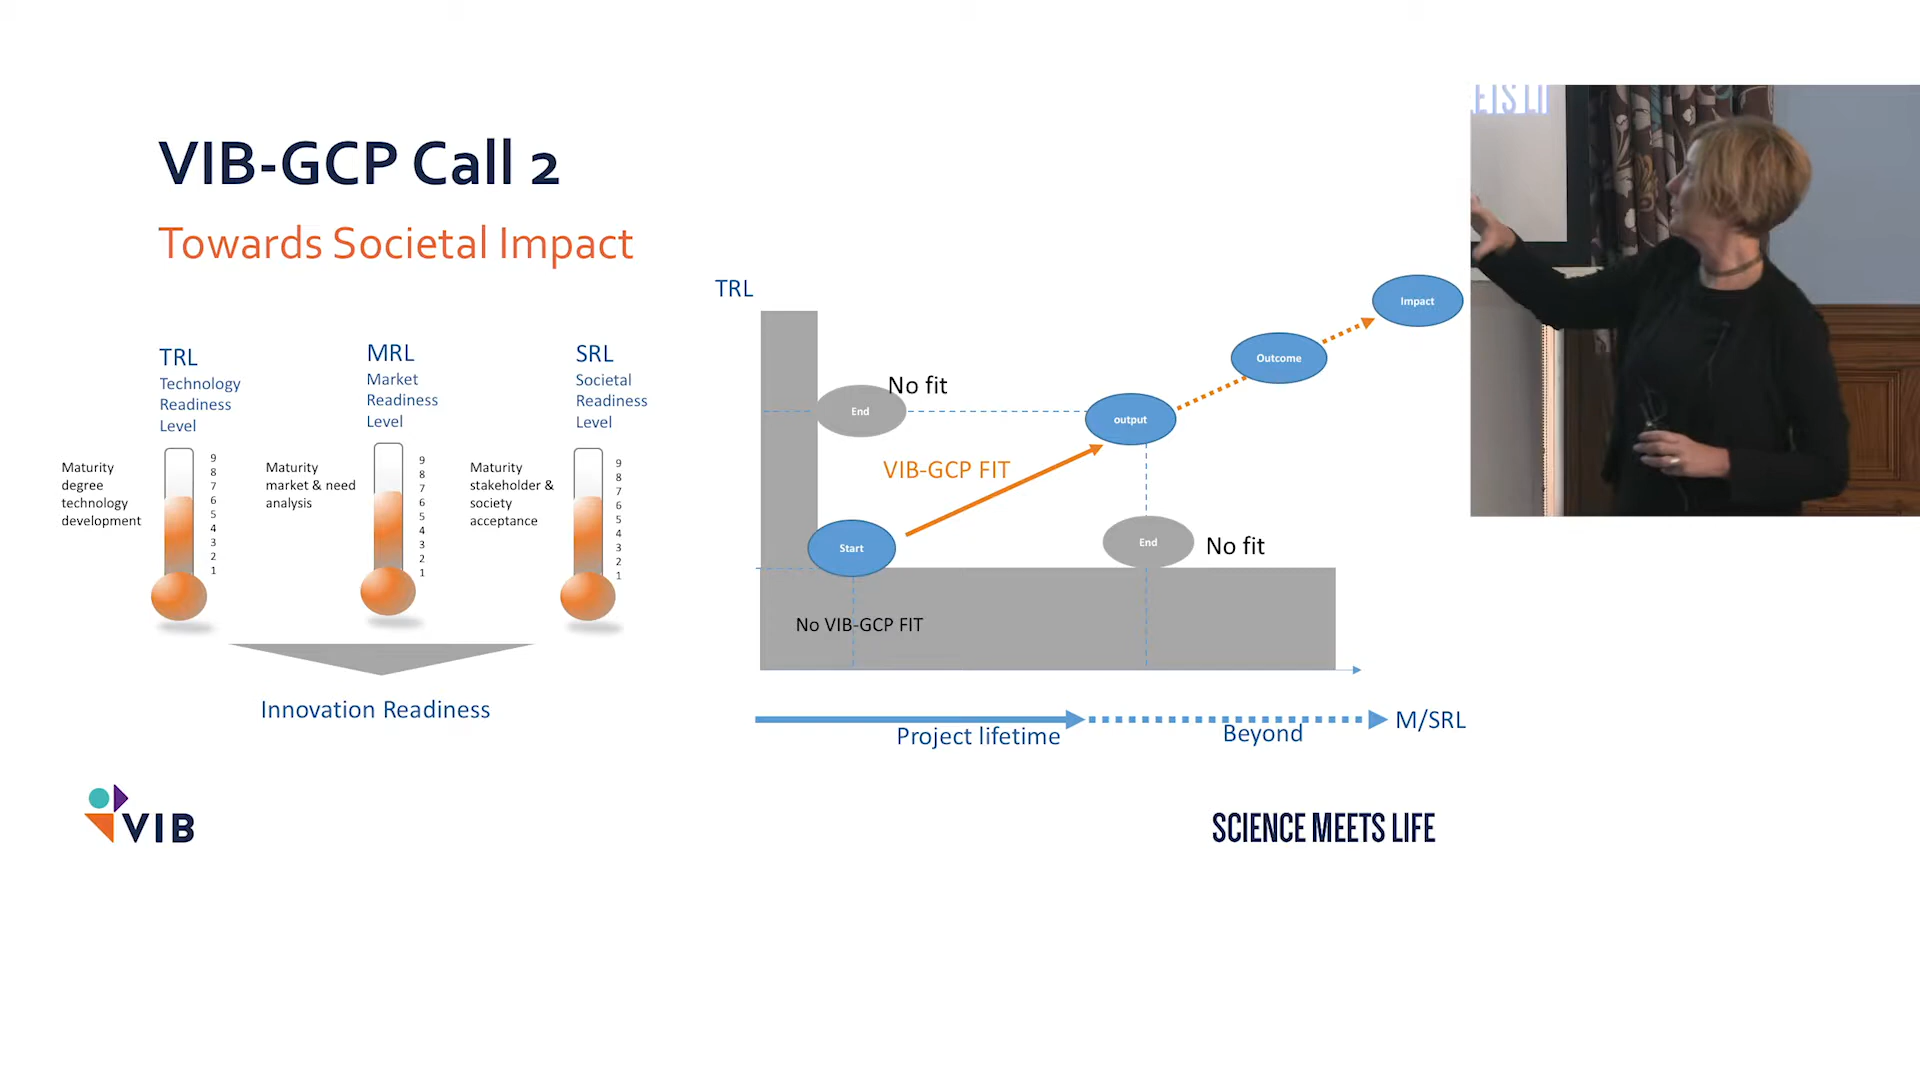 VIB-GCP Call 2
Towards Societal Impact
TRL
Technology
Readiness
Level
MRL
Market
Readiness
Level
SRL
Societal
Readiness
Level
Maturity
degree
technology
development
9
8
7
6
5
4
3
2
1
Maturity
market & need
analysis
9
8
7
6
5
4
3
2
1
Maturity
stakeholder &
society
acceptance
9
8
7
6
5
4
3
2
1
Innovation Readiness
TRL
Impact
Outcome
No fit
End
output
VIB-GCP FIT
Start
End
No fit
No VIB-GCP FIT
M/SRL
Project lifetime
Beyond
VIB
SCIENCE MEETS LIFE
ETS LI